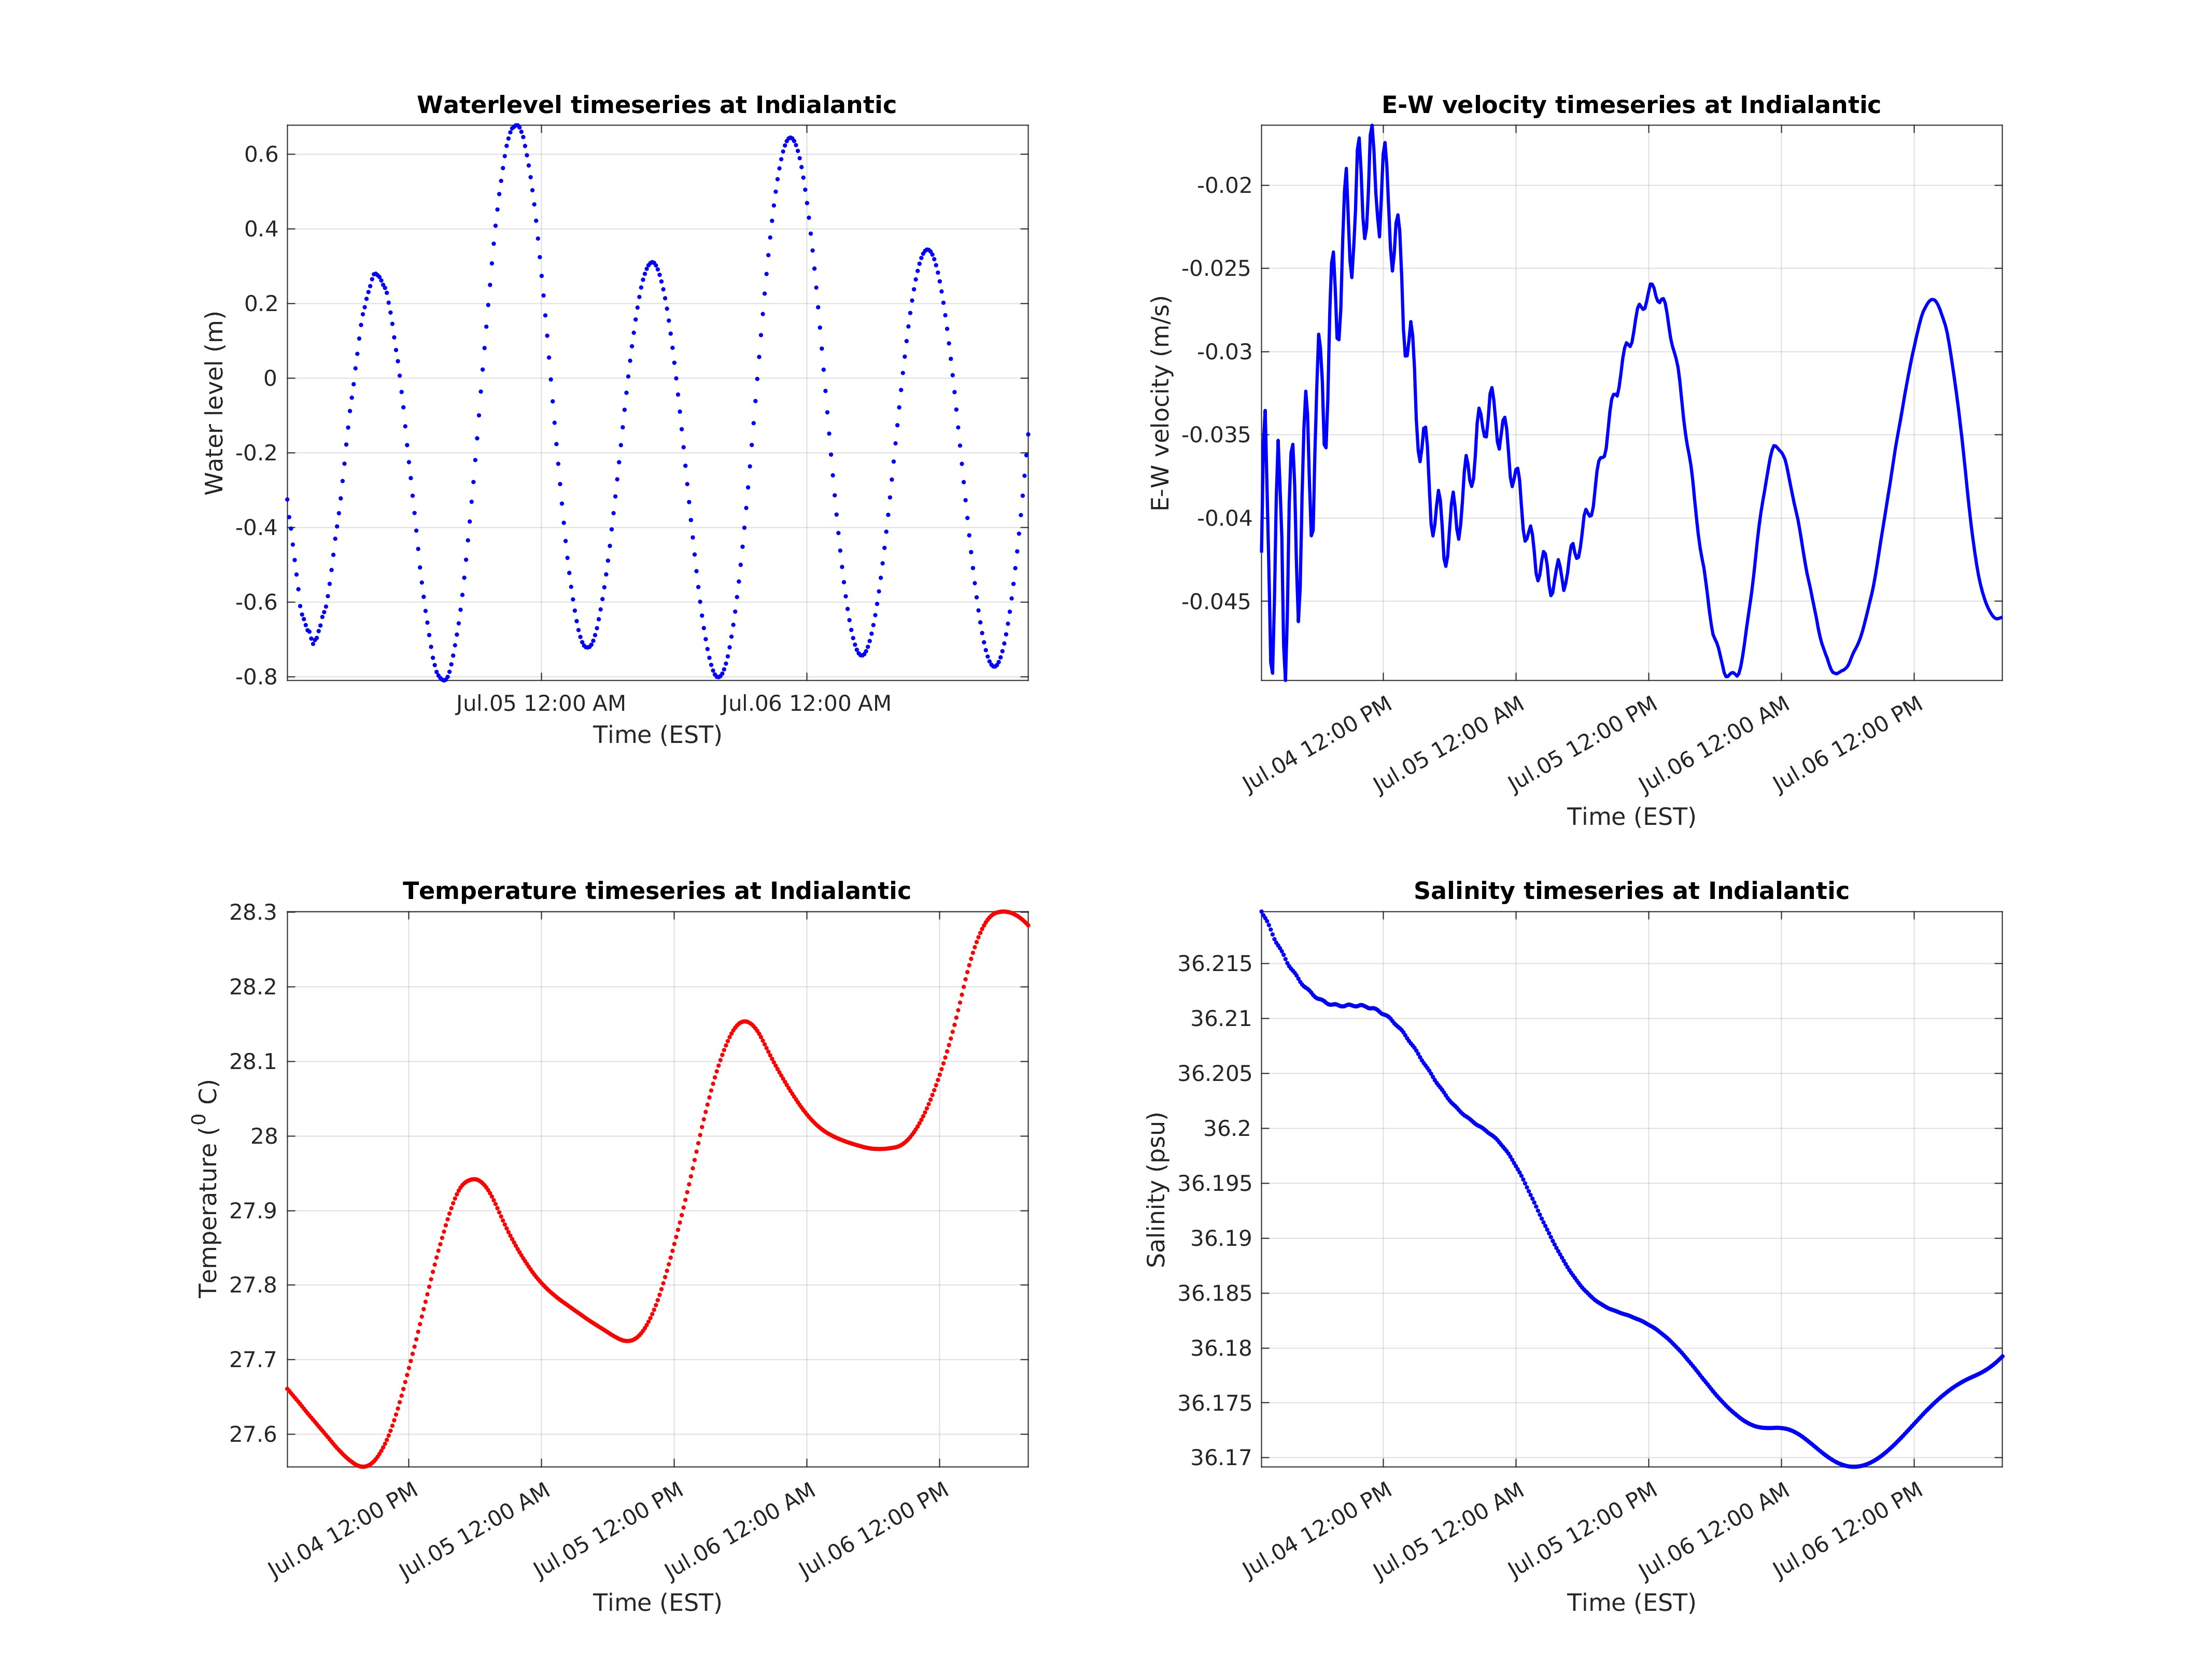 Waterlevel timeseries at Indialantic
0.6
0.4
0.2
0
-0.2
-0.4
-0.6
-0.8
Water level (m)
Jul.05 12:00 AM
Jul.06 12:00 AM
Time (EST)
E-W velocity timeseries at Indialantic
-0.02
-0.025
-0.03
-0.035
-0.04
-0.045
E-W velocity (m/s)
Jul.04 12:00 PM
Jul.05 12:00 AM
Jul.05 12:00 PM
Jul.06 12:00 AM
Jul.06 12:00 PM
Time (EST)
Temperature timeseries at Indialantic
28.3
28.2
28.1
28
27.9
27.8
27.7
27.6
Temperature (⁰ C)
Jul.04 12:00 PM
Jul.05 12:00 AM
Jul.05 12:00 PM
Jul.06 12:00 AM
Jul.06 12:00 PM
Time (EST)
Salinity timeseries at Indialantic
36.215
36.21
36.205
36.2
36.195
36.19
36.185
36.18
36.175
36.17
Salinity (psu)
Jul.04 12:00 PM
Jul.05 12:00 AM
Jul.05 12:00 PM
Jul.06 12:00 AM
Jul.06 12:00 PM
Time (EST)